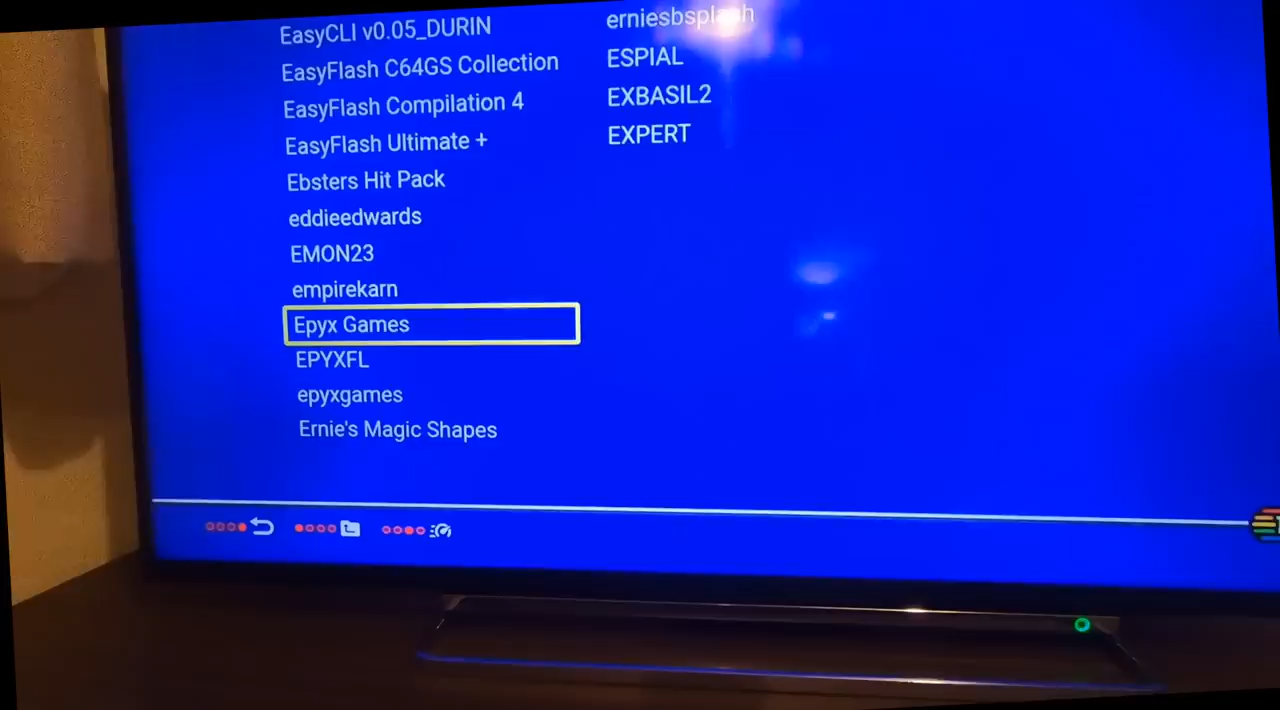 EasyCLI v0.05_DURIN
EasyFlash C64GS Collection
EasyFlash Compilation 4
EasyFlash Ultimate +
Ebsters Hit Pack
eddieedwards
EMON23
empirekarn
Epyx Games
EPYXFL
epyxgames
Ernie's Magic Shapes
erniesbsplash
ESPIAL
EXBASIL2
EXPERT